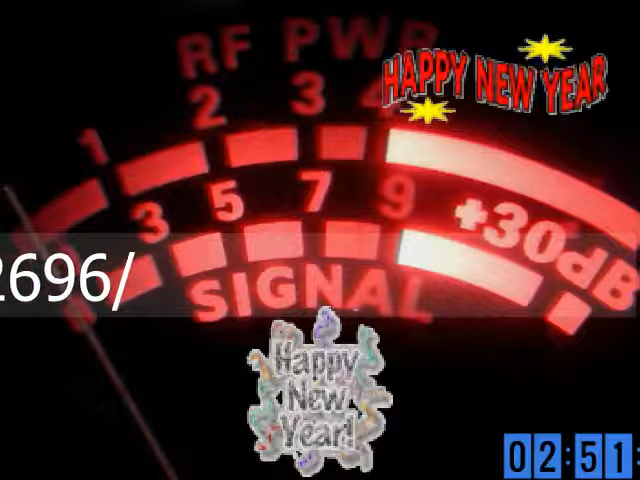 RF PWR
HAPPY NEW YEAR
1 2 3 4
3 5 7 9 +30dB
2696/
SIGNAL
Happy
New
Year!
02:51: